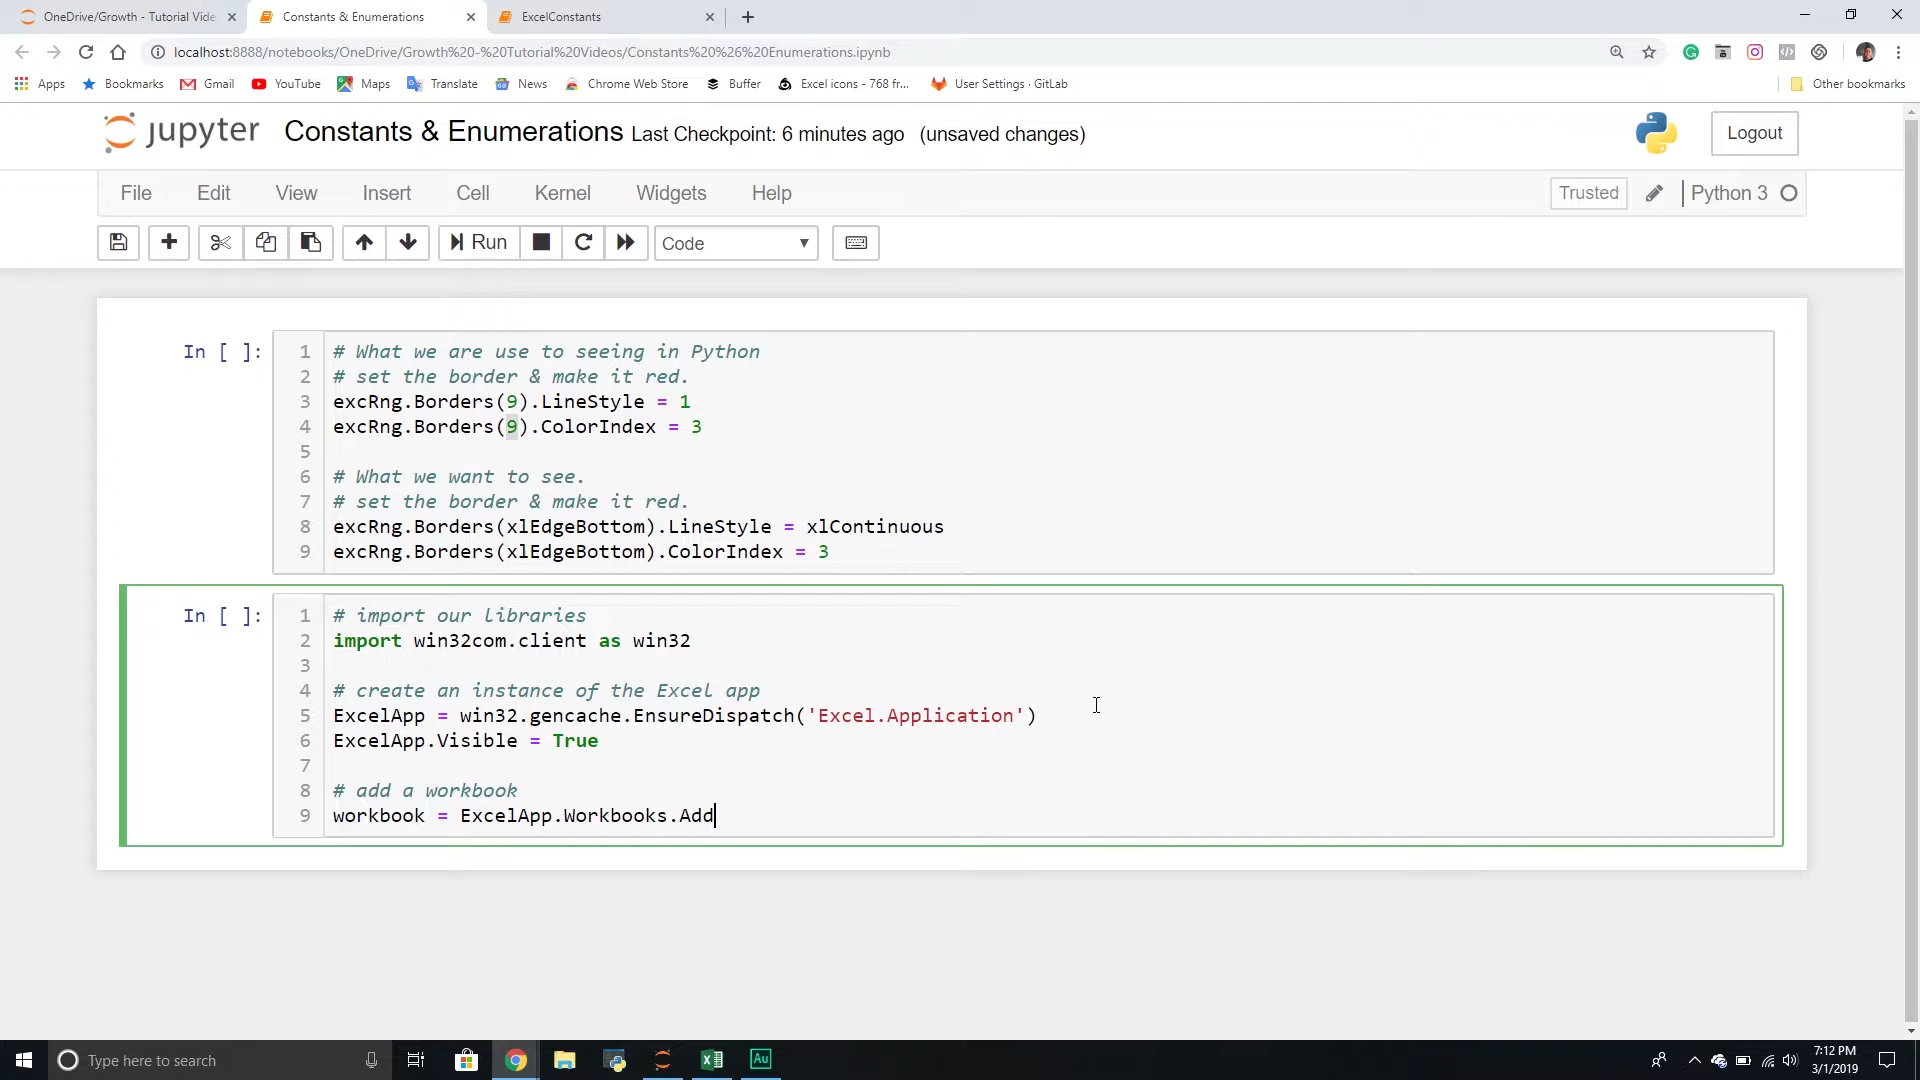 OneDrive/Growth - Tutorial Vide
Constants & Enumerations
ExcelConstants
localhost:8888/notebooks/OneDrive/Growth%20-%20Tutorial%20Videos/Constants%20%26%20Enumerations.ipynb
Apps Bookmarks Gmail YouTube Maps Translate News Chrome Web Store Buffer Excel icons - 768 fr... User Settings · GitLab Other bookmarks
jupyter Constants & Enumerations Last Checkpoint: 6 minutes ago (unsaved changes) Logout
File Edit View Insert Cell Kernel Widgets Help Trusted Python 3
Run Code
In [ ]: 1 # What we are use to seeing in Python
2 # set the border & make it red.
3 excRng.Borders(9).LineStyle = 1
4 excRng.Borders(9).ColorIndex = 3
5
6 # What we want to see.
7 # set the border & make it red.
8 excRng.Borders(xlEdgeBottom).LineStyle = xlContinuous
9 excRng.Borders(xlEdgeBottom).ColorIndex = 3
In [ ]: 1 # import our libraries
2 import win32com.client as win32
3
4 # create an instance of the Excel app
5 ExcelApp = win32.gencache.EnsureDispatch('Excel.Application')
6 ExcelApp.Visible = True
7
8 # add a workbook
9 workbook = ExcelApp.Workbooks.Add
Type here to search
Au
7:12 PM
3/1/2019